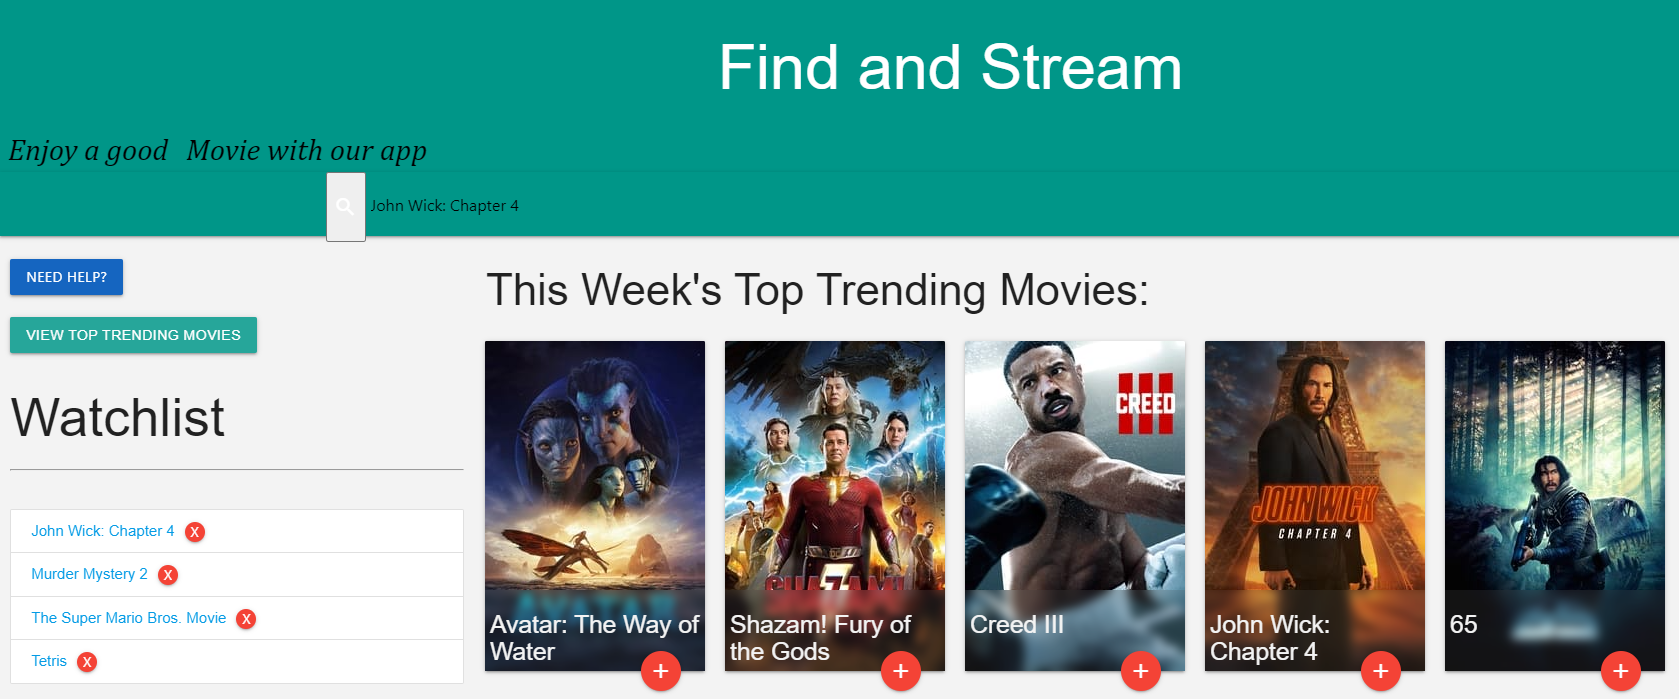 Find and Stream
Enjoy a good Movie with our app
John Wick: Chapter 4
NEED HELP?
VIEW TOP TRENDING MOVIES
Watchlist
John Wick: Chapter 4 X
Murder Mystery 2 X
The Super Mario Bros. Movie X
Tetris X
This Week's Top Trending Movies:
Avatar: The Way of
Water
+
SHAZAM!
Shazam! Fury of
the Gods
+
III
CREED
Creed III
+
JOHN WICK
CHAPTER 4
John Wick:
Chapter 4
+
65
+